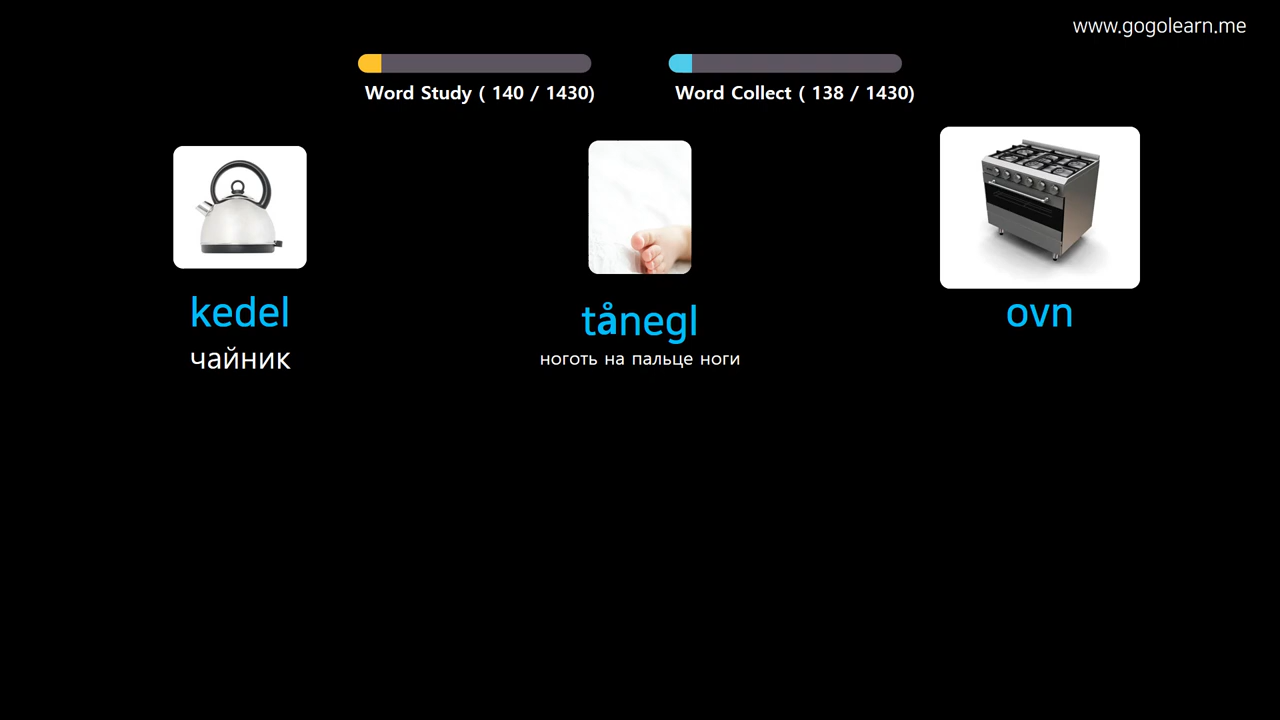 www.gogolearn.me
Word Study ( 140 / 1430)
Word Collect ( 138 / 1430)
kedel
чайник
tånegl
ноготь на пальце ноги
ovn